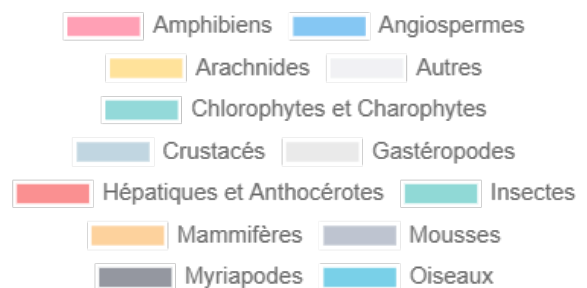 Amphibiens Angiospermes
Arachnides Autres
Chlorophytes et Charophytes
Crustacés Gastéropodes
Hépatiques et Anthocérotes Insectes
Mammifères Mousses
Myriapodes Oiseaux